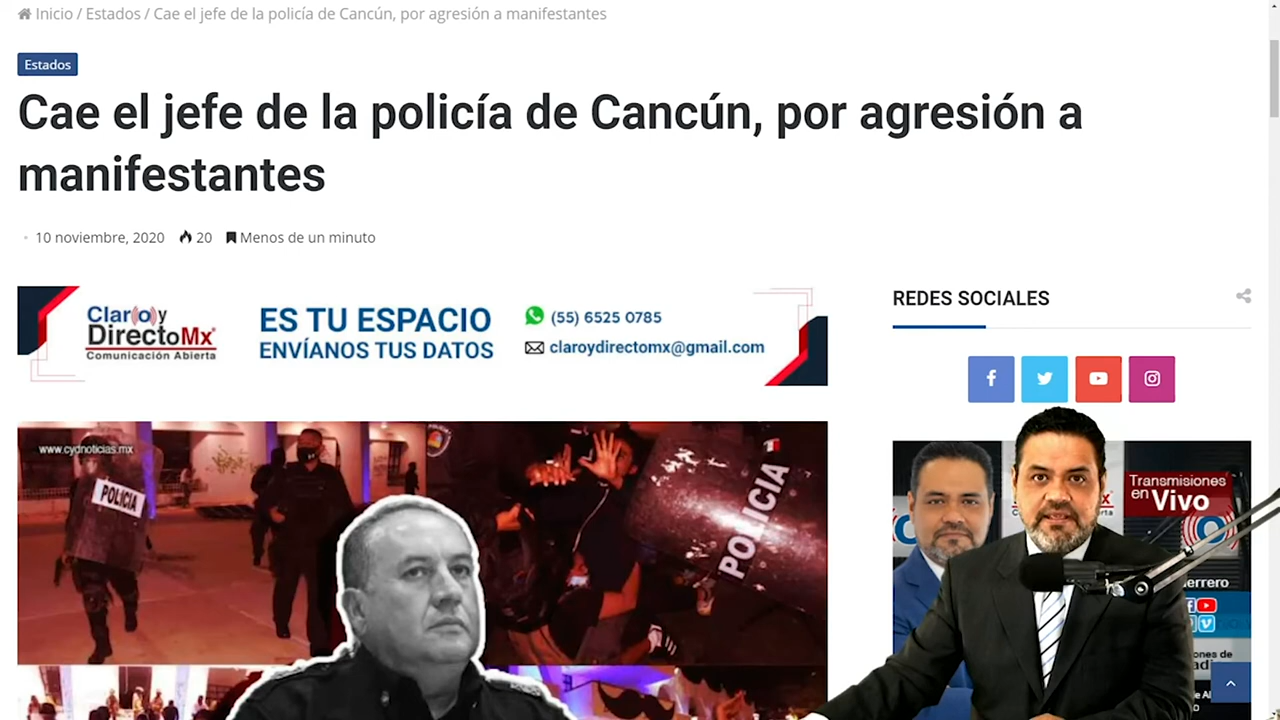 Inicio / Estados / Cae el jefe de la policía de Cancún, por agresión a manifestantes
Estados
Cae el jefe de la policía de Cancún, por agresión a
manifestantes
10 noviembre, 2020 20 Menos de un minuto
Claro y
DirectoMx®
Comunicación Abierta
ES TU ESPACIO
ENVÍANOS TUS DATOS
(55) 6525 0785
claroydirectomx@gmail.com
REDES SOCIALES
www.cydnoticias.mx
POLICIA
POLICIA
Transmisiones
en Vivo